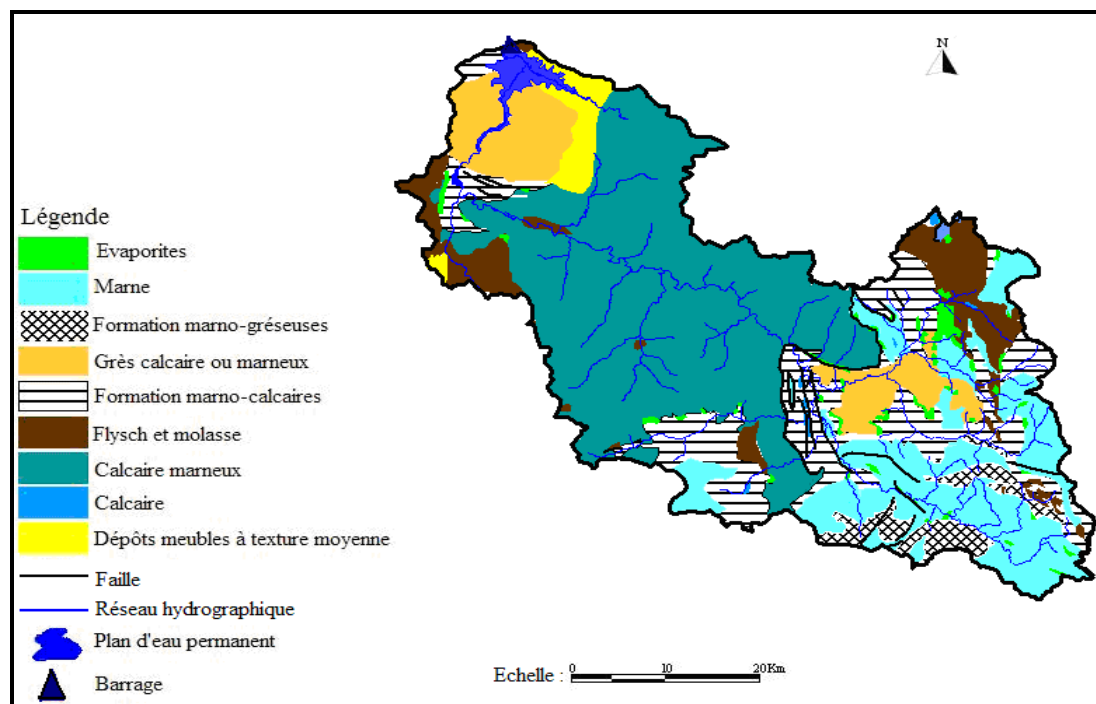 N
Légende
Evaporites
Marne
Formation marno-gréseuses
Grès calcaire ou marneux
Formation marno-calcaires
Flysch et molasse
Calcaire marneux
Calcaire
Dépôts meubles à texture moyenne
Faille
Réseau hydrographique
Plan d'eau permanent
Barrage
Echelle : 0 10 20Km